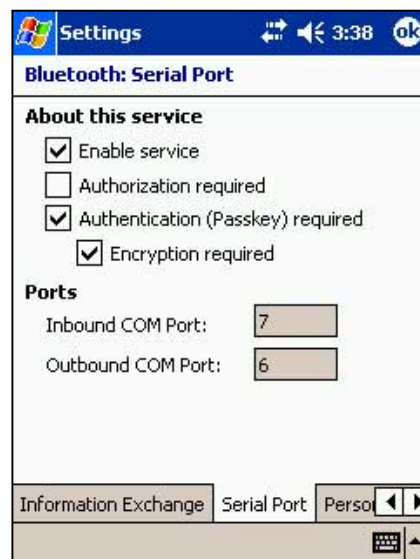 Settings 3:38 ok
Bluetooth: Serial Port
About this service
Enable service
Authorization required
Authentication (Passkey) required
Encryption required
Ports
Inbound COM Port: 7
Outbound COM Port: 6
Information Exchange Serial Port Perso